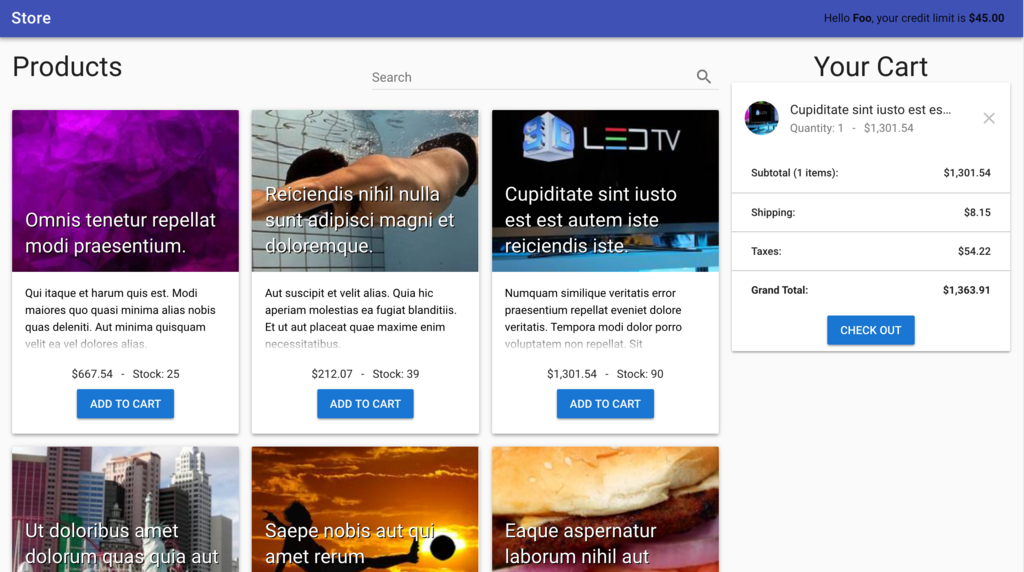 Store
Hello Foo, your credit limit is $45.00
Products
Search
Your Cart
Omnis tenetur repellat
modi praesentium.
Qui itaque et harum quis est. Modi
maiores quo quasi minima alias nobis
quas deleniti. Aut minima quisquam
velit ea vel dolores alias.
$667.54 - Stock: 25
ADD TO CART
Reiciendis nihil nulla
sunt adipisci magni et
doloremque.
Aut suscipit et velit alias. Quia hic
aperiam molestias ea fugiat blanditiis.
Et ut aut placeat quae maxime enim
necessitatibus.
$212.07 - Stock: 39
ADD TO CART
LED TV
Cupiditate sint iusto
est est autem iste
reiciendis iste.
Numquam similique veritatis error
praesentium repellat eveniet dolore
veritatis. Tempora modi dolor porro
voluptatem non repellat. Sit
$1,301.54 - Stock: 90
ADD TO CART
Cupiditate sint iusto est es...
Quantity: 1 - $1,301.54
Subtotal (1 items): $1,301.54
Shipping: $8.15
Taxes: $54.22
Grand Total: $1,363.91
CHECK OUT
Ut doloribus amet
dolorum quas quia aut
Saepe nobis aut qui
amet rerum
Eaque aspernatur
laborum nihil aut